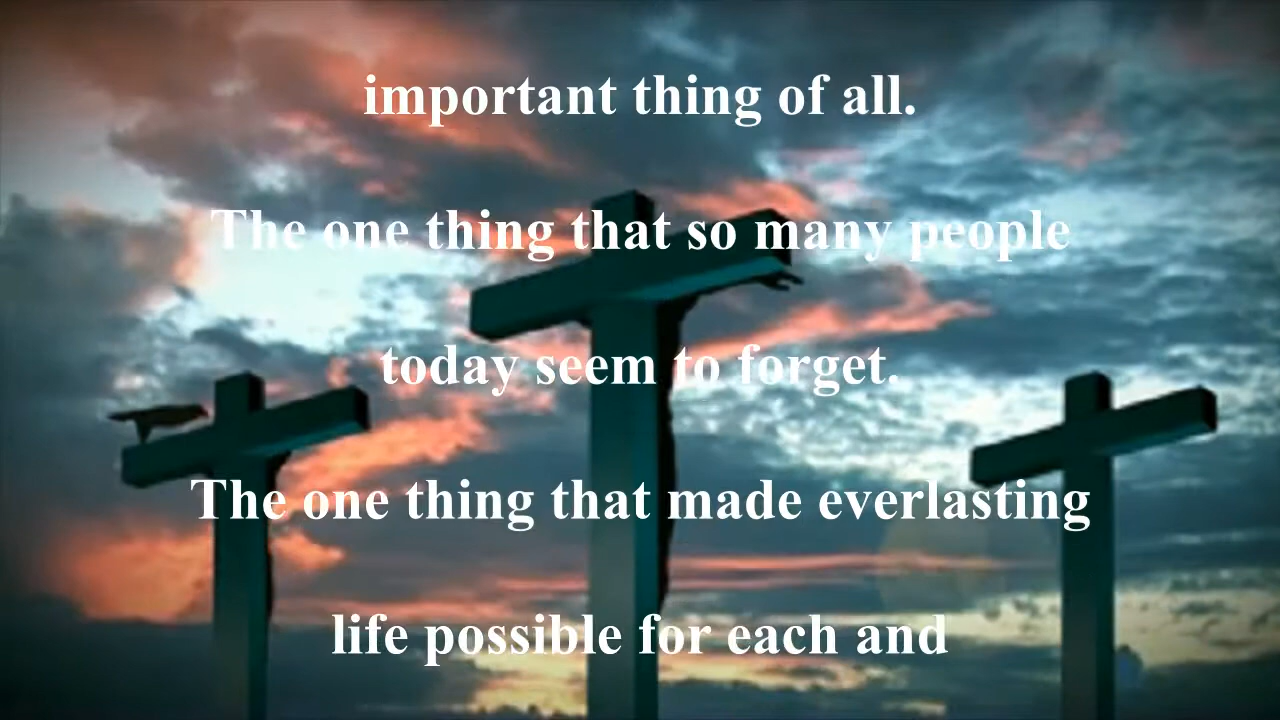 important thing of all.
The one thing that so many people
today seem to forget.
The one thing that made everlasting
life possible for each and